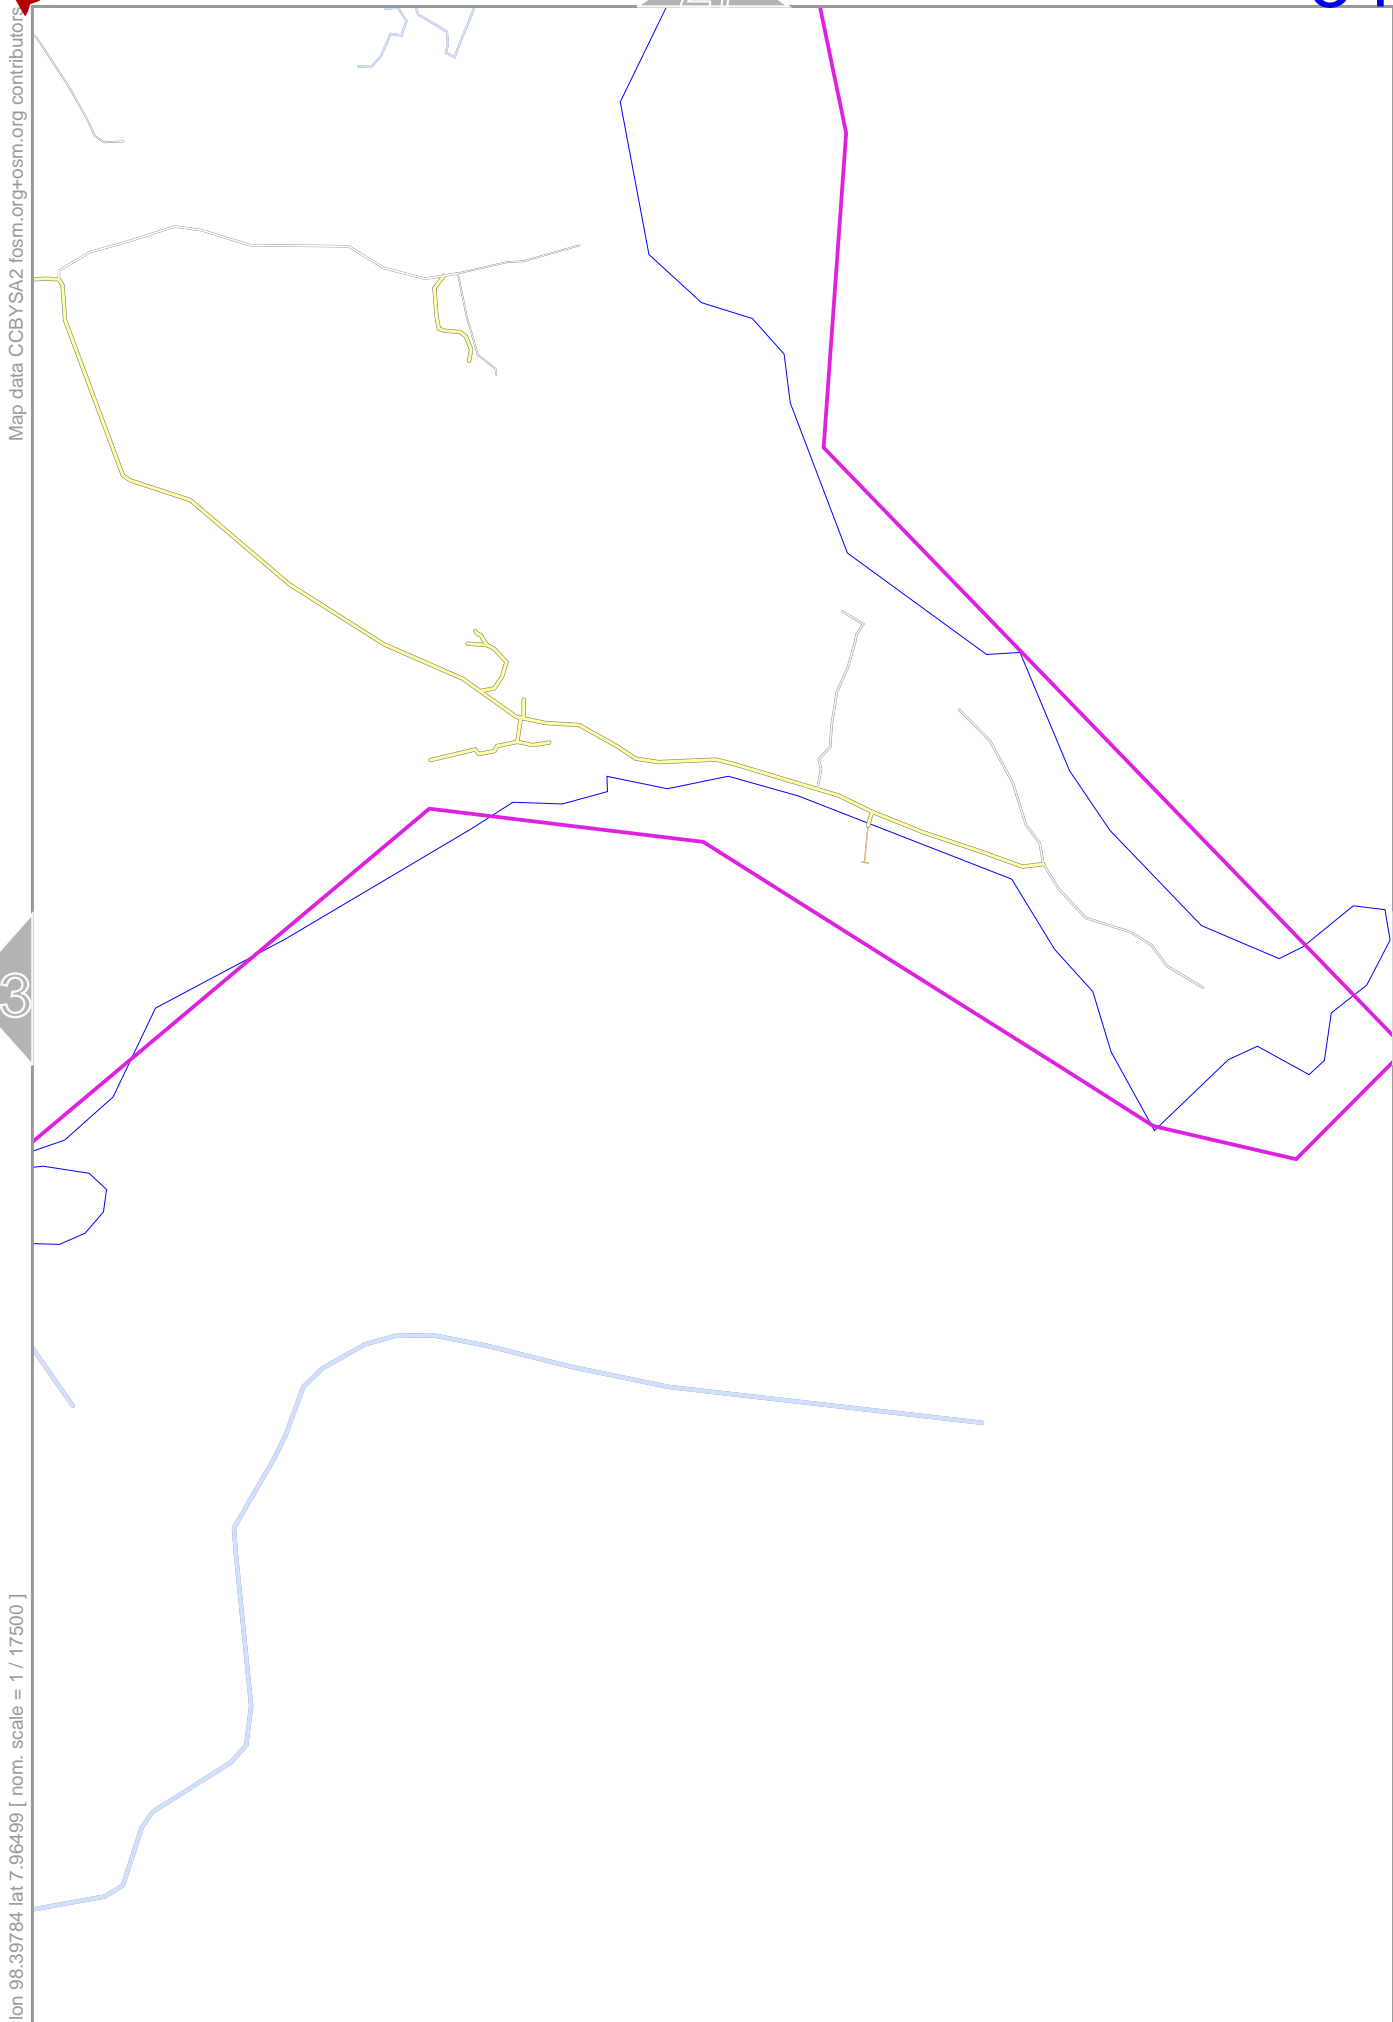 Map data CCBYSA2 fosm.org+osm.org contributors
3
lon 98.39784 lat 7.96499 [ nom. scale = 1 / 17500 ]